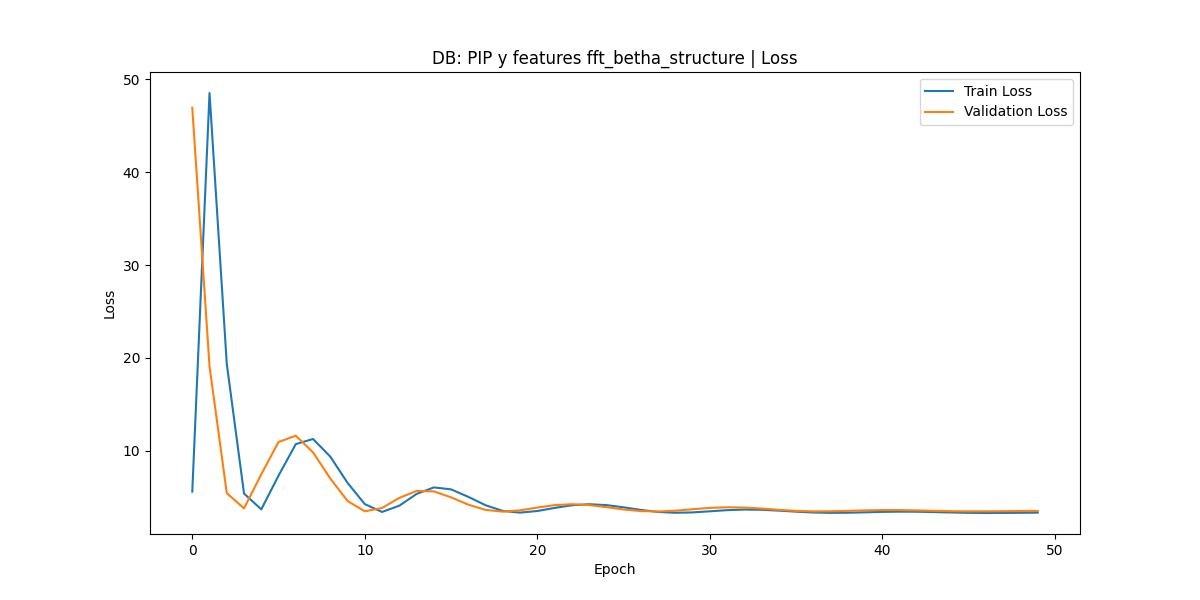 DB: PIP y features fft_betha_structure | Loss
50
40
30
20
10
Loss
Train Loss
Validation Loss
0
10
20
30
40
50
Epoch